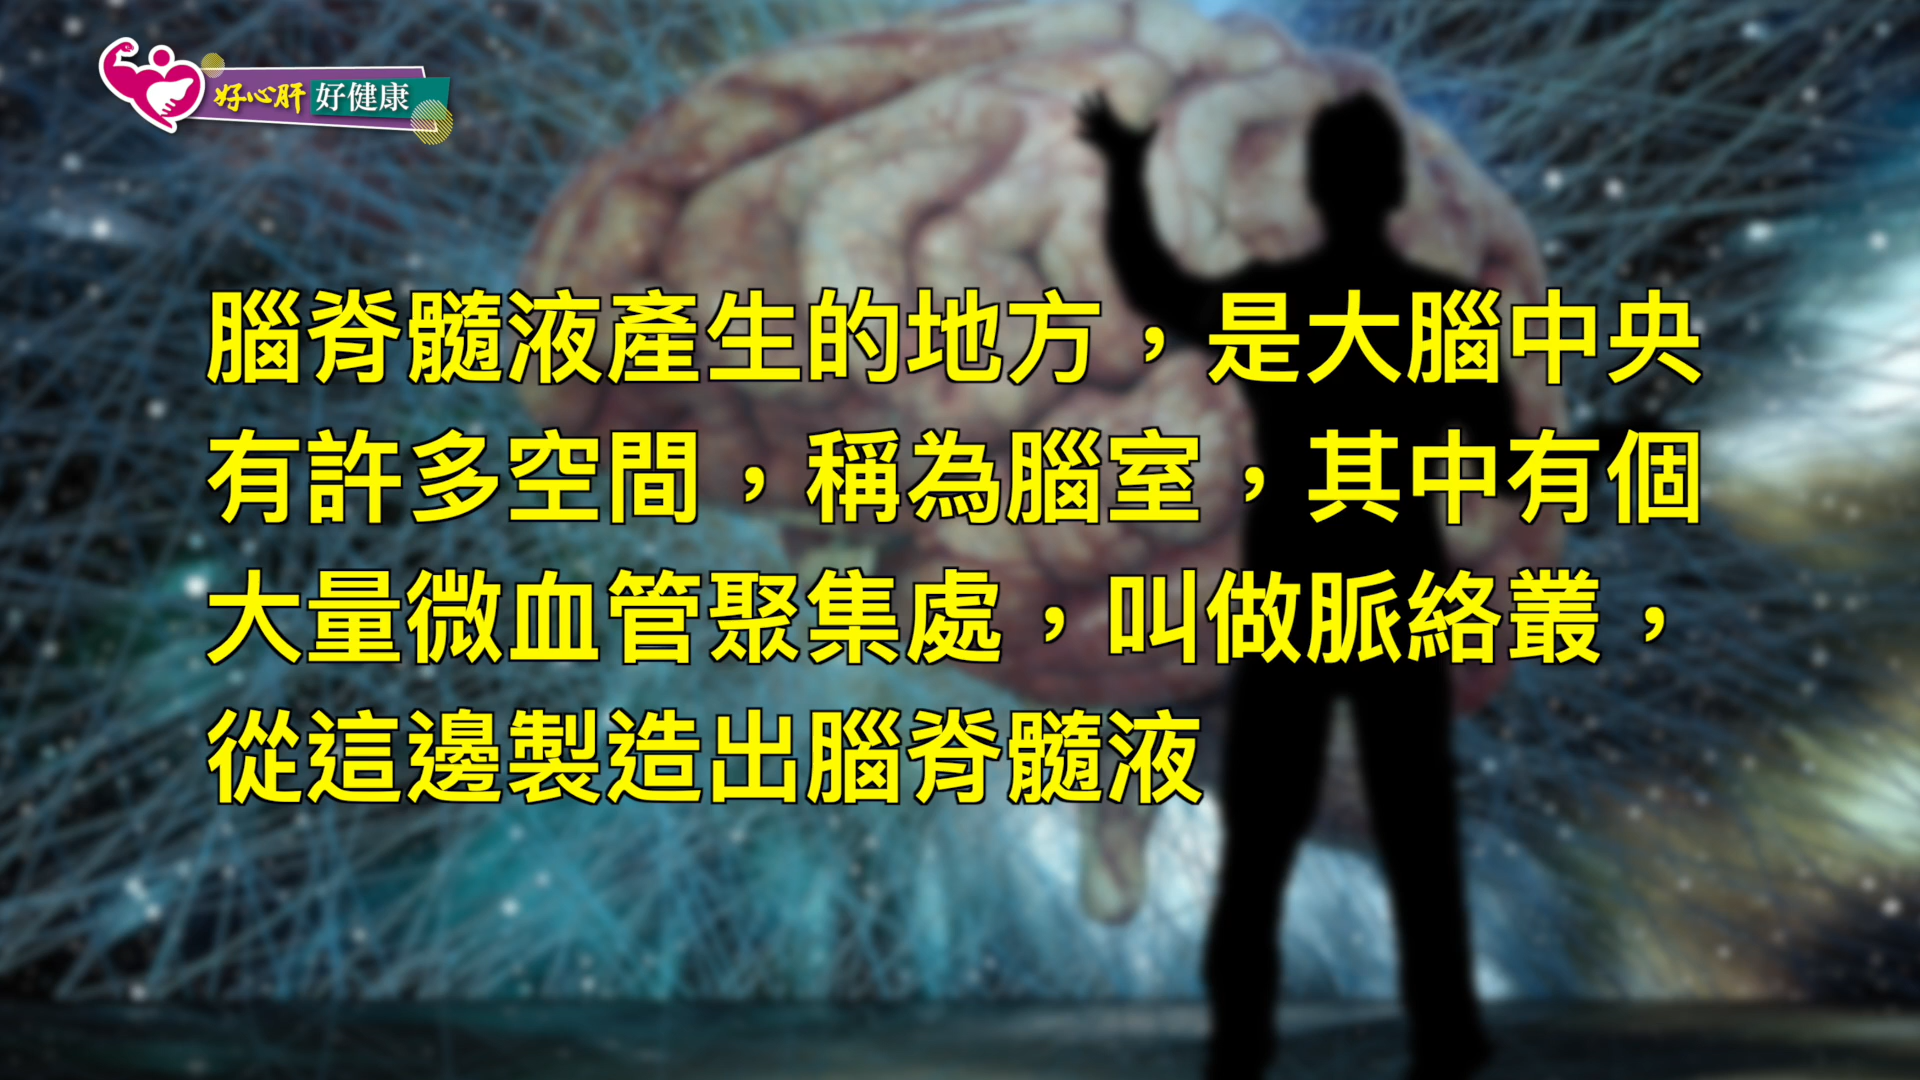 好心肝 好健康
腦脊髓液產生的地方，是大腦中央
有許多空間，稱為腦室，其中有個
大量微血管聚集處，叫做脈絡叢，
從這邊製造出腦脊髓液